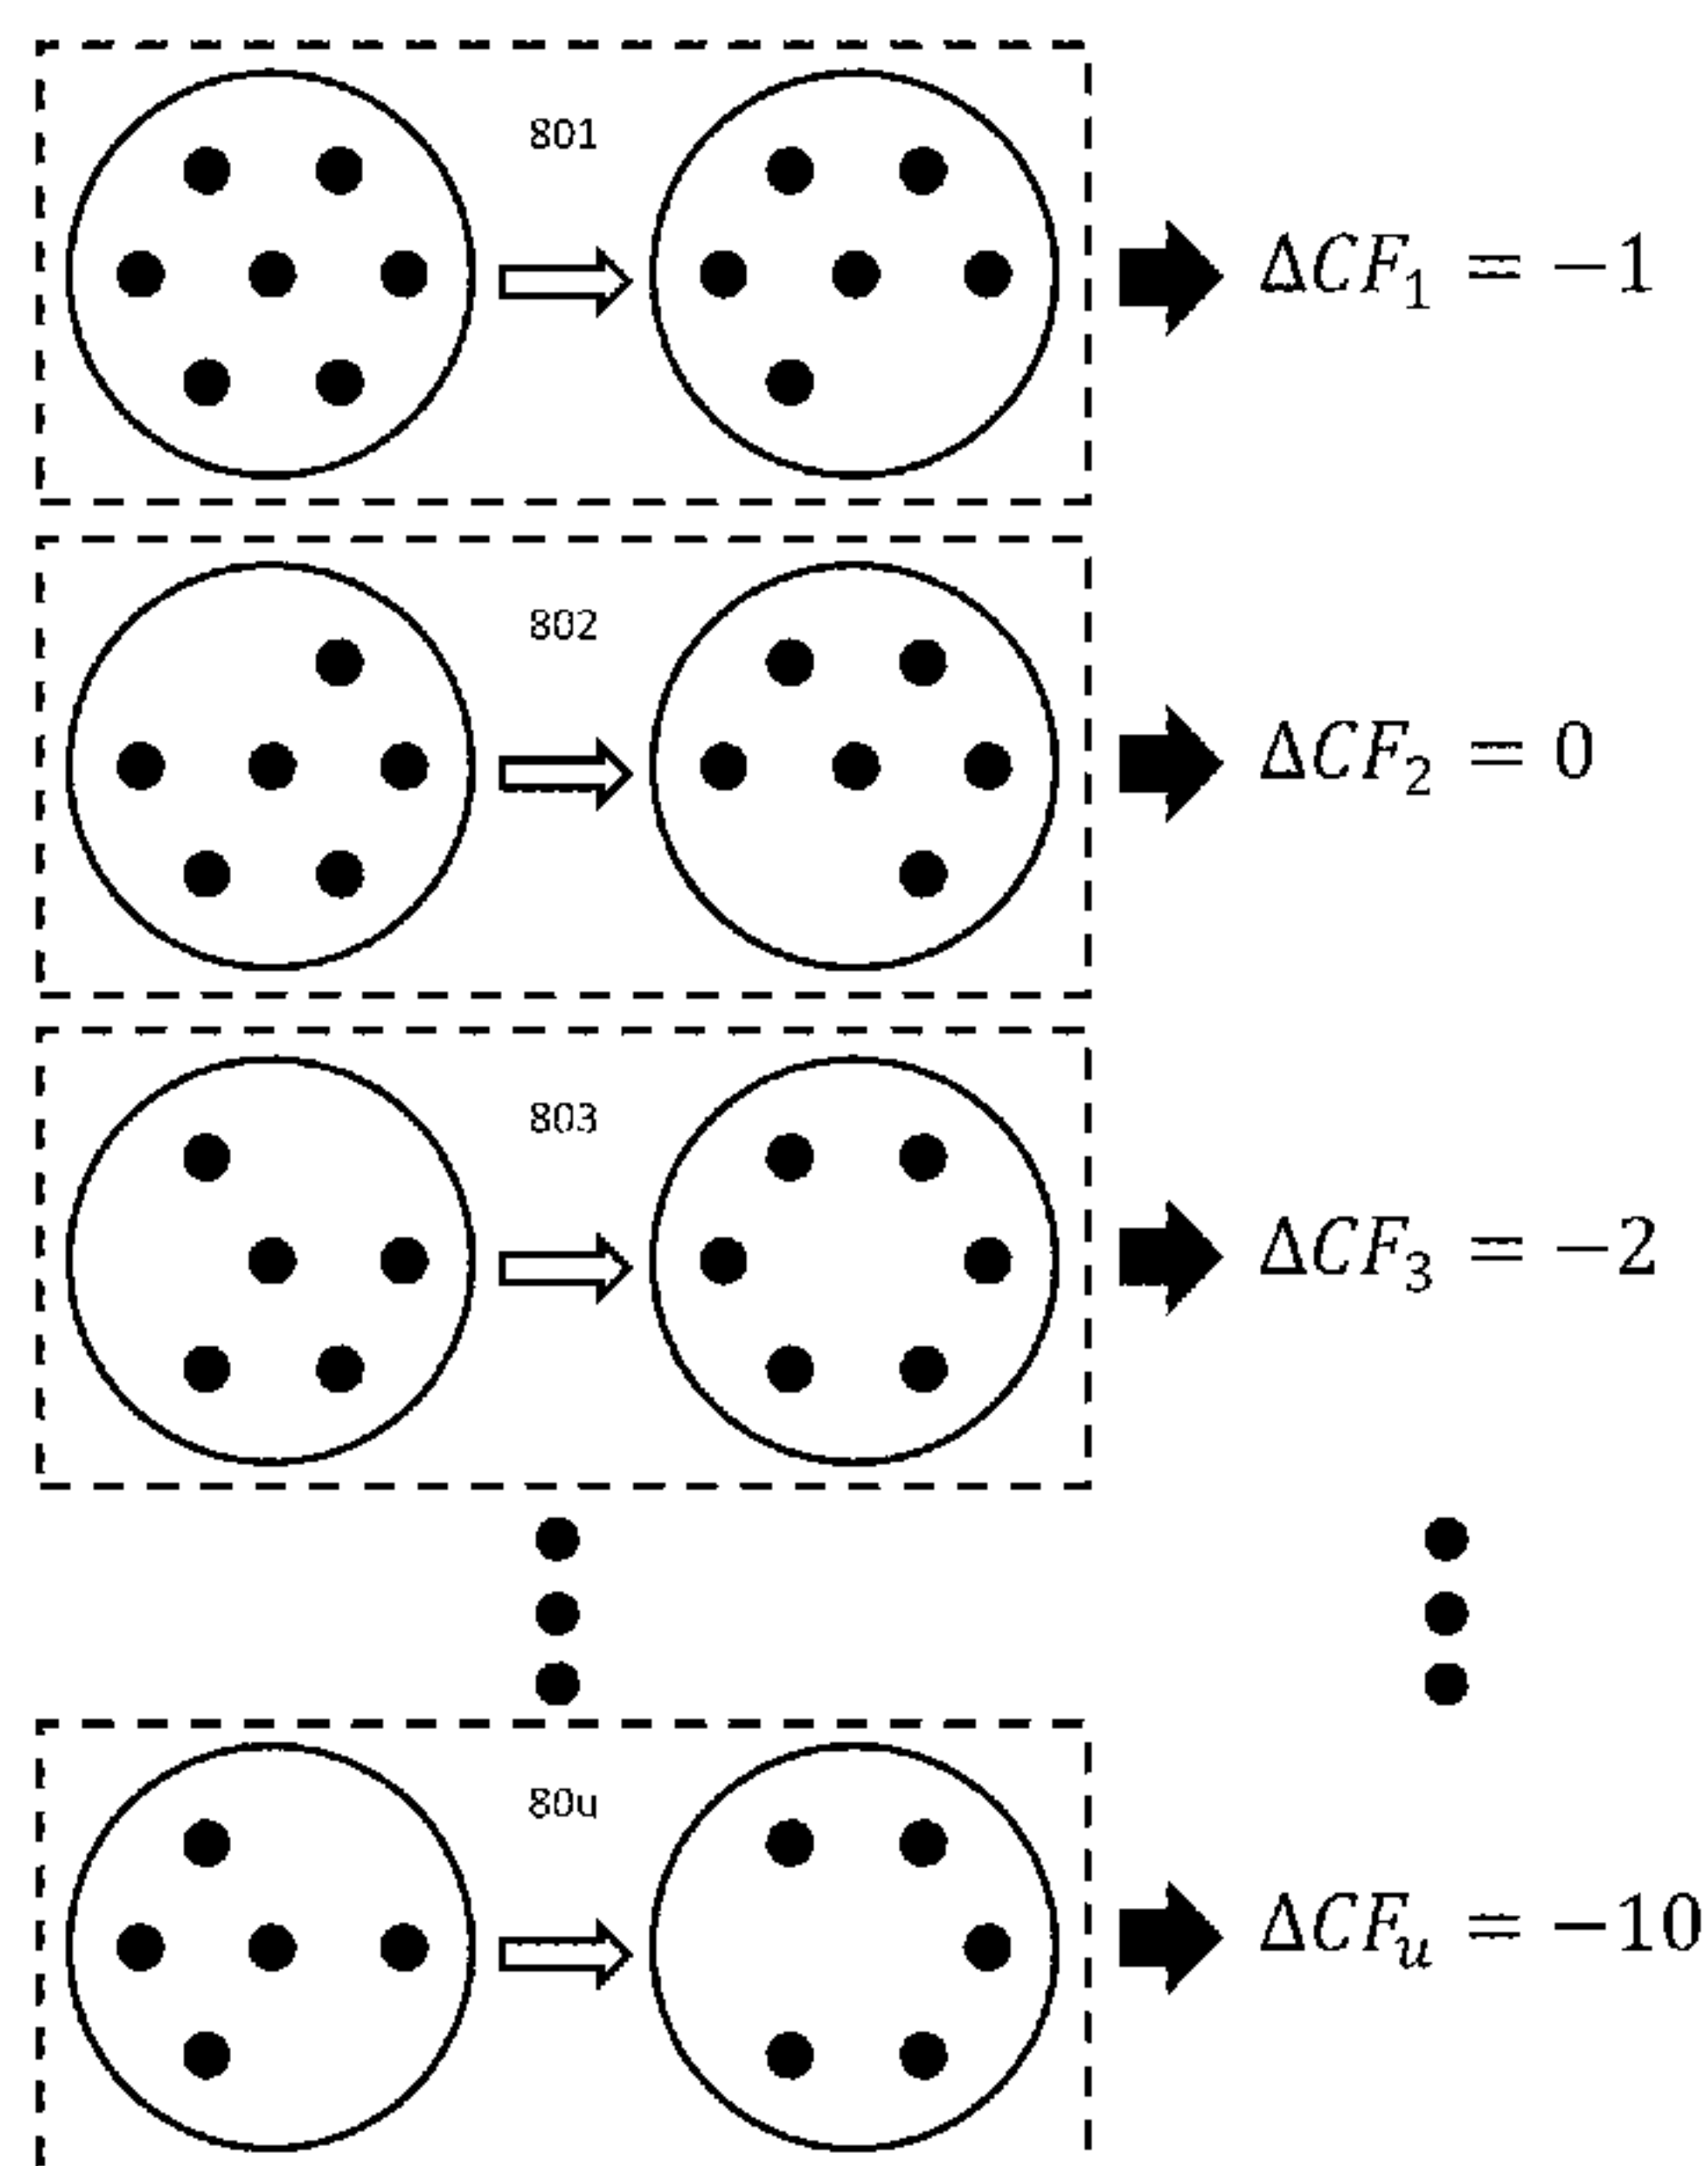 801
ΔCF₁ = −1
802
ΔCF₂ = 0
803
ΔCF₃ = −2
80u
ΔCFᵤ = −10